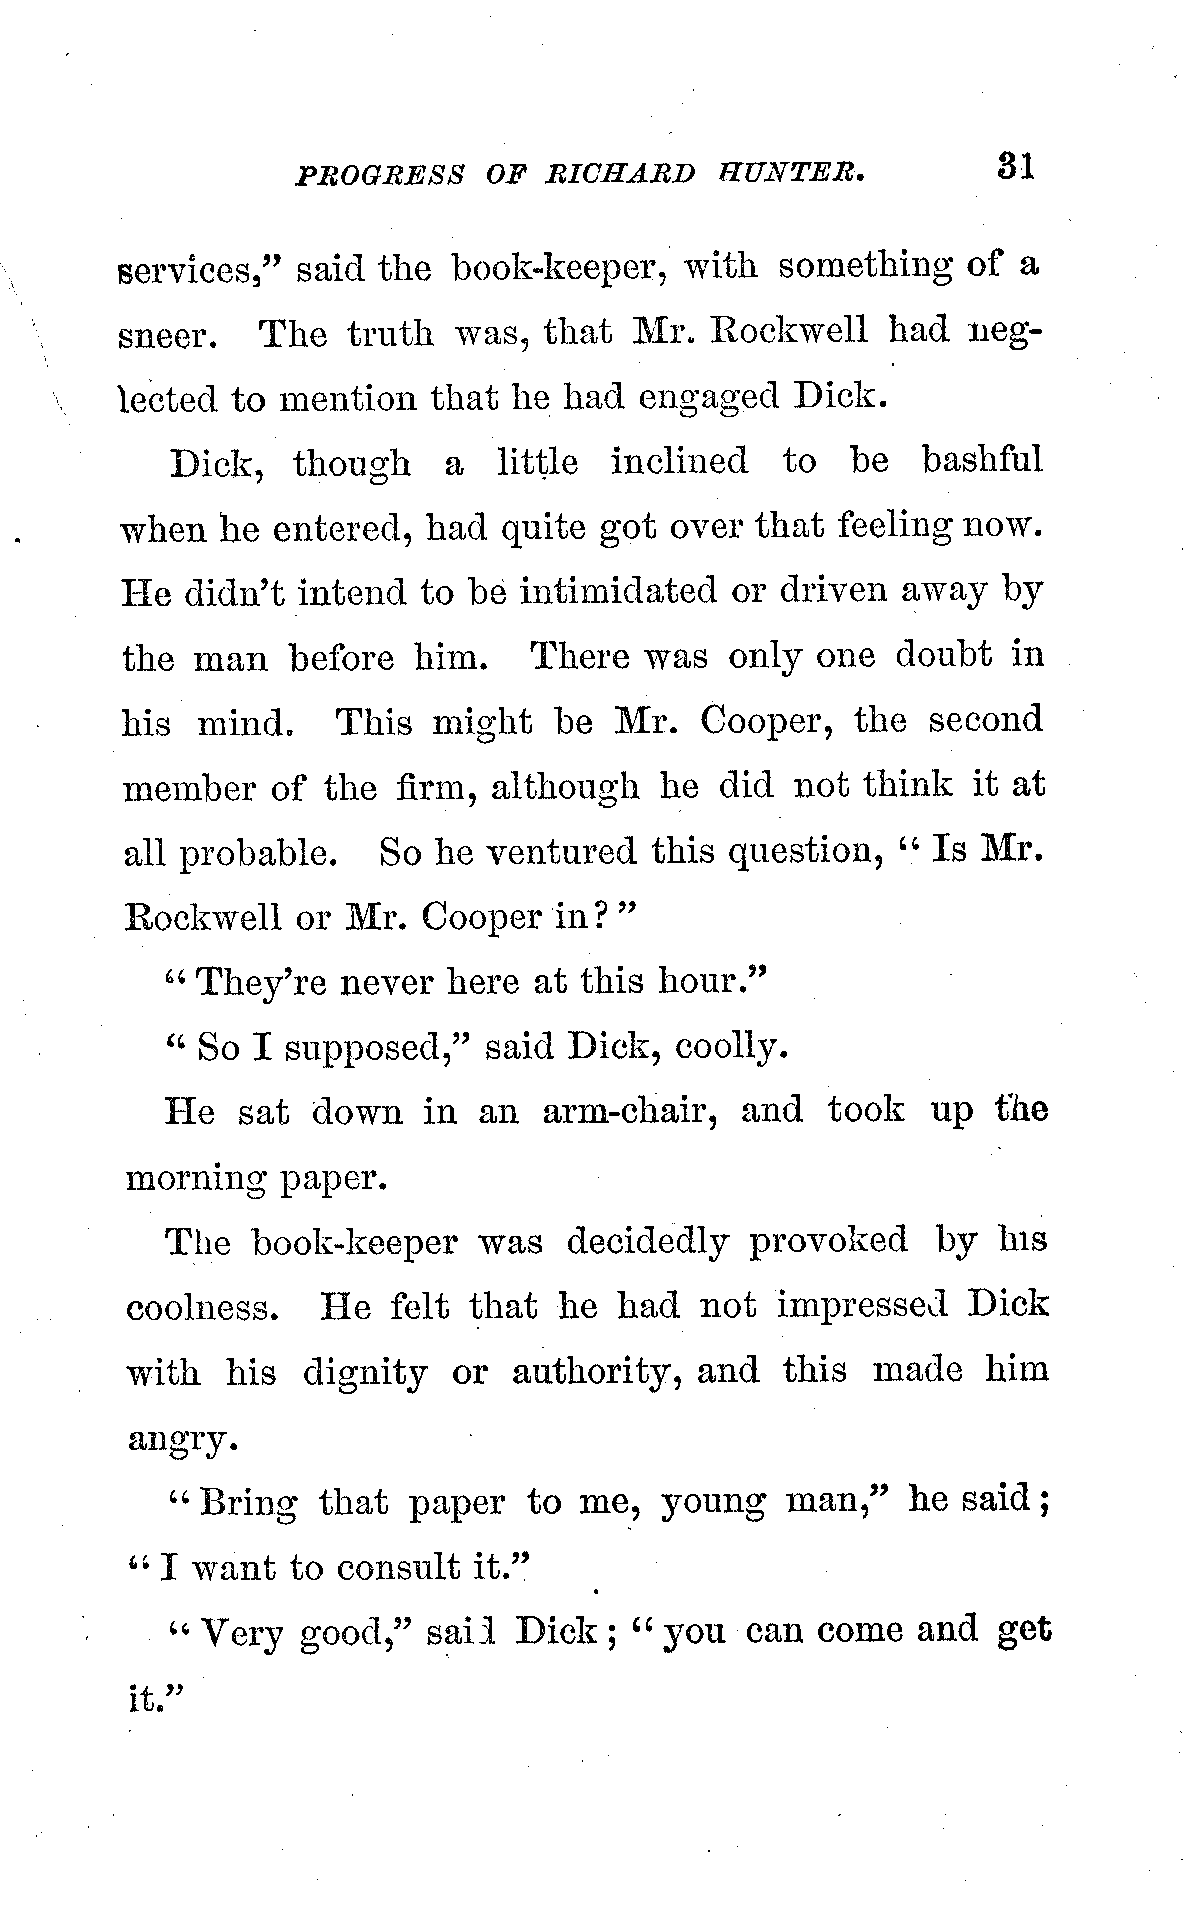 PROGRESS OF RICHARD HUNTER. 31
services,” said the book-keeper, with something of a
sneer. The truth was, that Mr. Rockwell had neg-
lected to mention that he had engaged Dick.
Dick, though a little inclined to be bashful
when he entered, had quite got over that feeling now.
He didn’t intend to be intimidated or driven away by
the man before him. There was only one doubt in
his mind. This might be Mr. Cooper, the second
member of the firm, although he did not think it at
all probable. So he ventured this question, “ Is Mr.
Rockwell or Mr. Cooper in? ”
“ They’re never here at this hour.”
“ So I supposed,” said Dick, coolly.
He sat down in an arm-chair, and took up the
morning paper.
The book-keeper was decidedly provoked by his
coolness. He felt that he had not impressed Dick
with his dignity or authority, and this made him
angry.
“ Bring that paper to me, young man,” he said ;
“ I want to consult it.”
“ Very good,” said Dick ; “ you can come and get
it.”